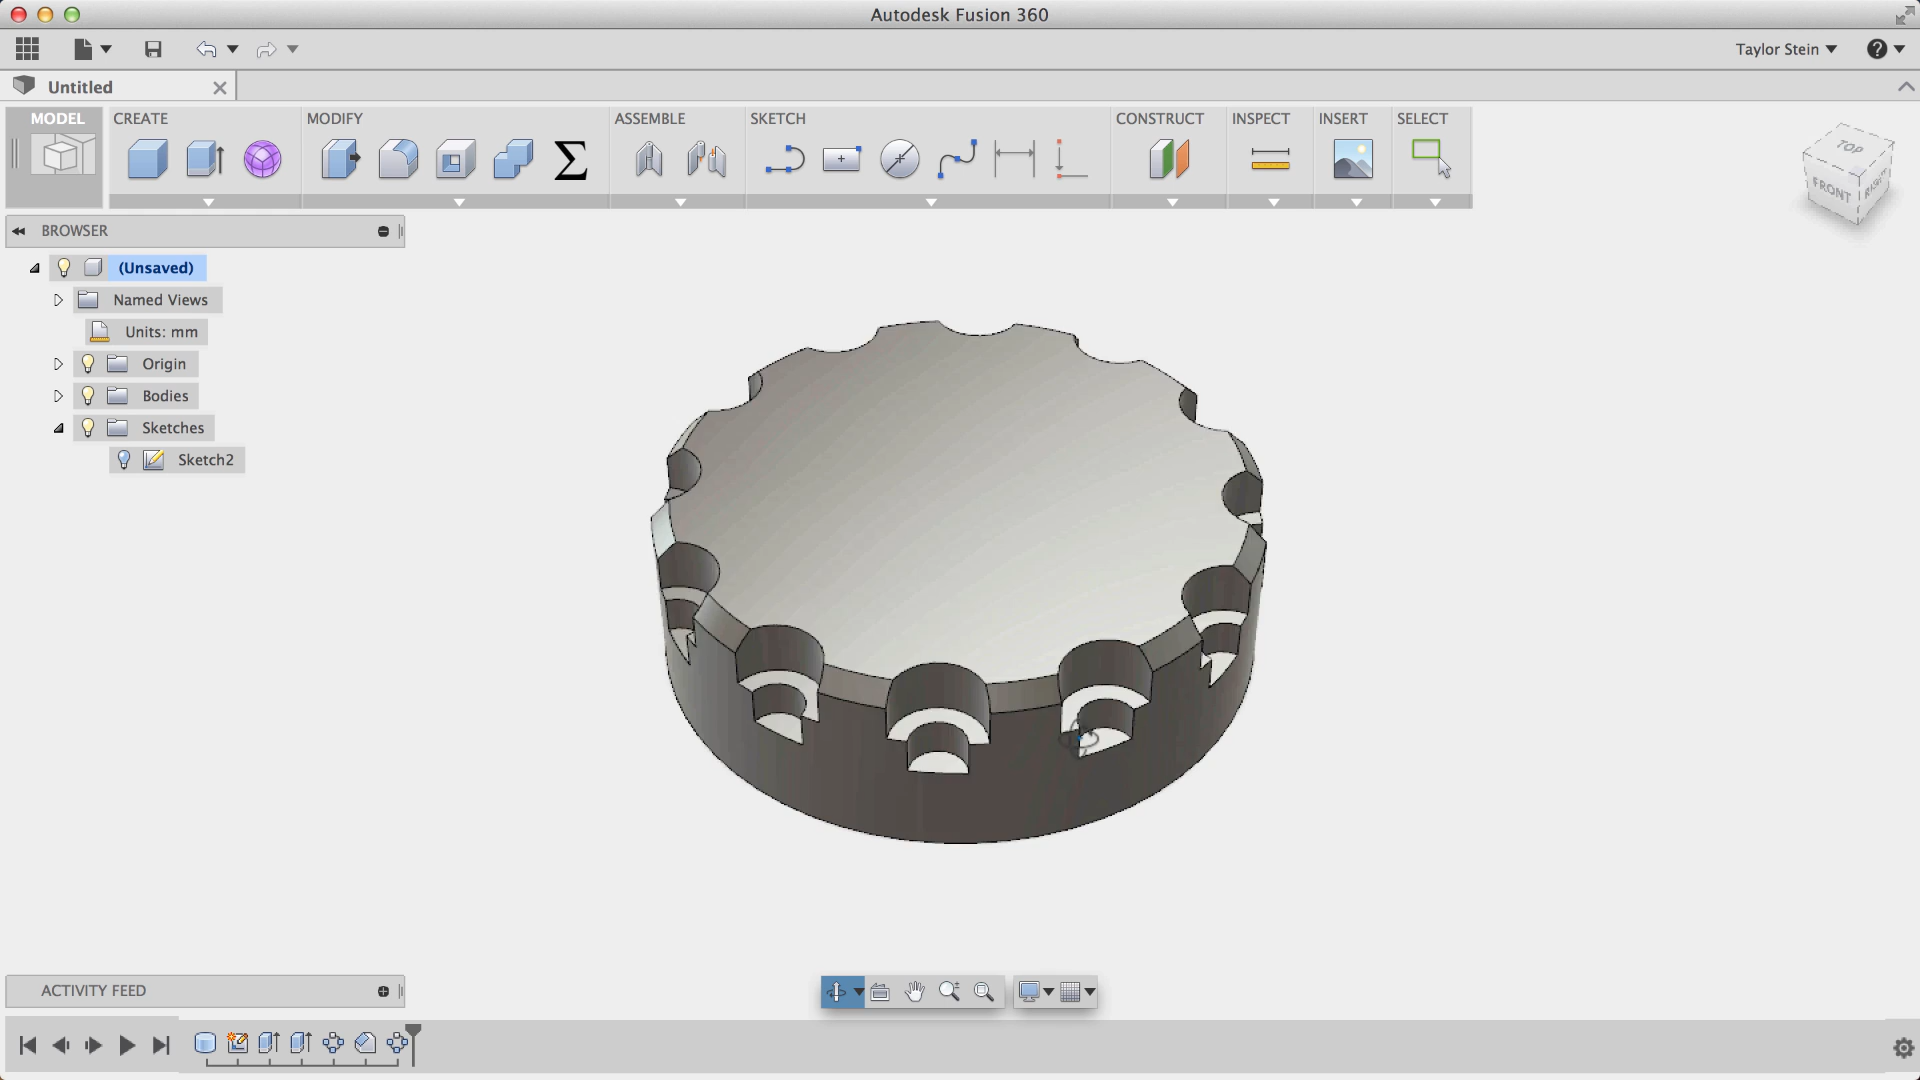 Autodesk Fusion 360
Taylor Stein
Untitled
MODEL
CREATE
MODIFY
ASSEMBLE
SKETCH
CONSTRUCT
INSPECT
INSERT
SELECT
TOP
FRONT
RIGHT
BROWSER
(Unsaved)
Named Views
Units: mm
Origin
Bodies
Sketches
Sketch2
ACTIVITY FEED